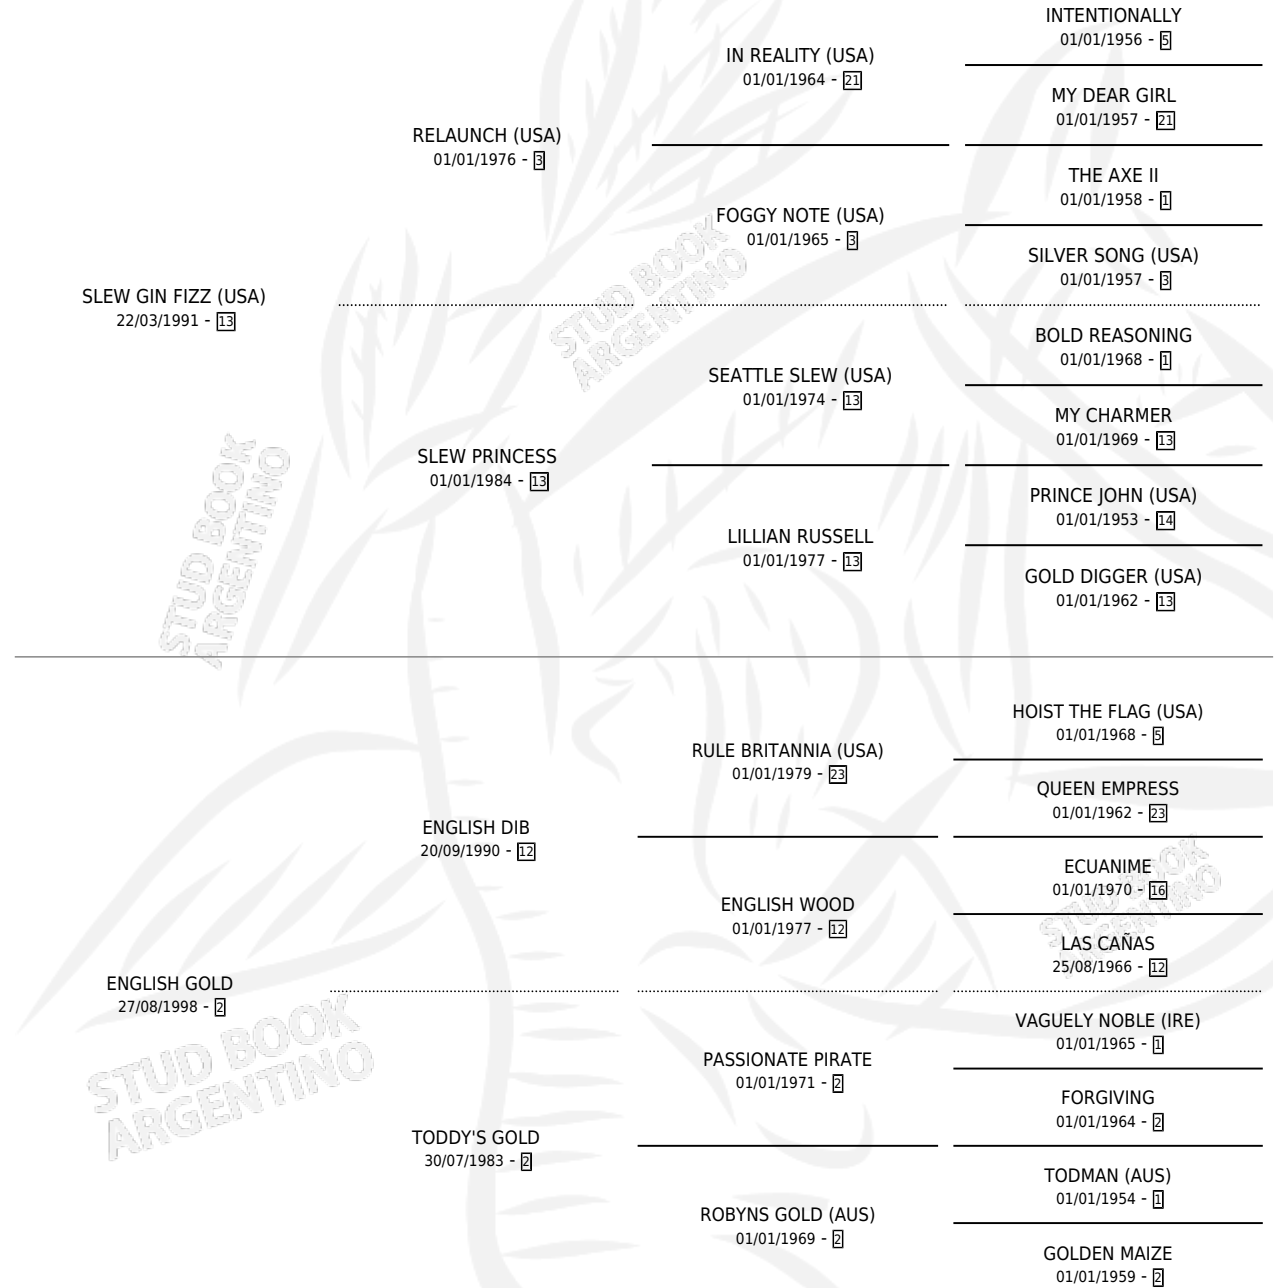 INTENTIONALLY
01/01/1956 - 5
IN REALITY (USA)
01/01/1964 - 21
MY DEAR GIRL
01/01/1957 - 21
RELAUNCH (USA)
01/01/1976 - 3
THE AXE II
01/01/1958 - 1
FOGGY NOTE (USA)
01/01/1965 - 3
SILVER SONG (USA)
01/01/1957 - 3
SLEW GIN FIZZ (USA)
22/03/1991 - 13
BOLD REASONING
01/01/1968 - 1
SEATTLE SLEW (USA)
01/01/1974 - 13
MY CHARMER
01/01/1969 - 13
SLEW PRINCESS
01/01/1984 - 13
PRINCE JOHN (USA)
01/01/1953 - 14
LILLIAN RUSSELL
01/01/1977 - 13
GOLD DIGGER (USA)
01/01/1962 - 13
HOIST THE FLAG (USA)
01/01/1968 - 5
RULE BRITANNIA (USA)
01/01/1979 - 23
QUEEN EMPRESS
01/01/1962 - 23
ENGLISH DIB
20/09/1990 - 12
ECUANIME
01/01/1970 - 16
ENGLISH WOOD
01/01/1977 - 12
LAS CAÑAS
25/08/1966 - 12
ENGLISH GOLD
27/08/1998 - 2
VAGUELY NOBLE (IRE)
01/01/1965 - 1
PASSIONATE PIRATE
01/01/1971 - 2
FORGIVING
01/01/1964 - 2
TODDY'S GOLD
30/07/1983 - 2
TODMAN (AUS)
01/01/1954 - 1
ROBYNS GOLD (AUS)
01/01/1969 - 2
GOLDEN MAIZE
01/01/1959 - 2
STUD BOOK
ARGENTINO
STUD BOOK
ARGENTINO
STUD BOOK
ARGENTINO
STUD BOOK
ARGENTINO